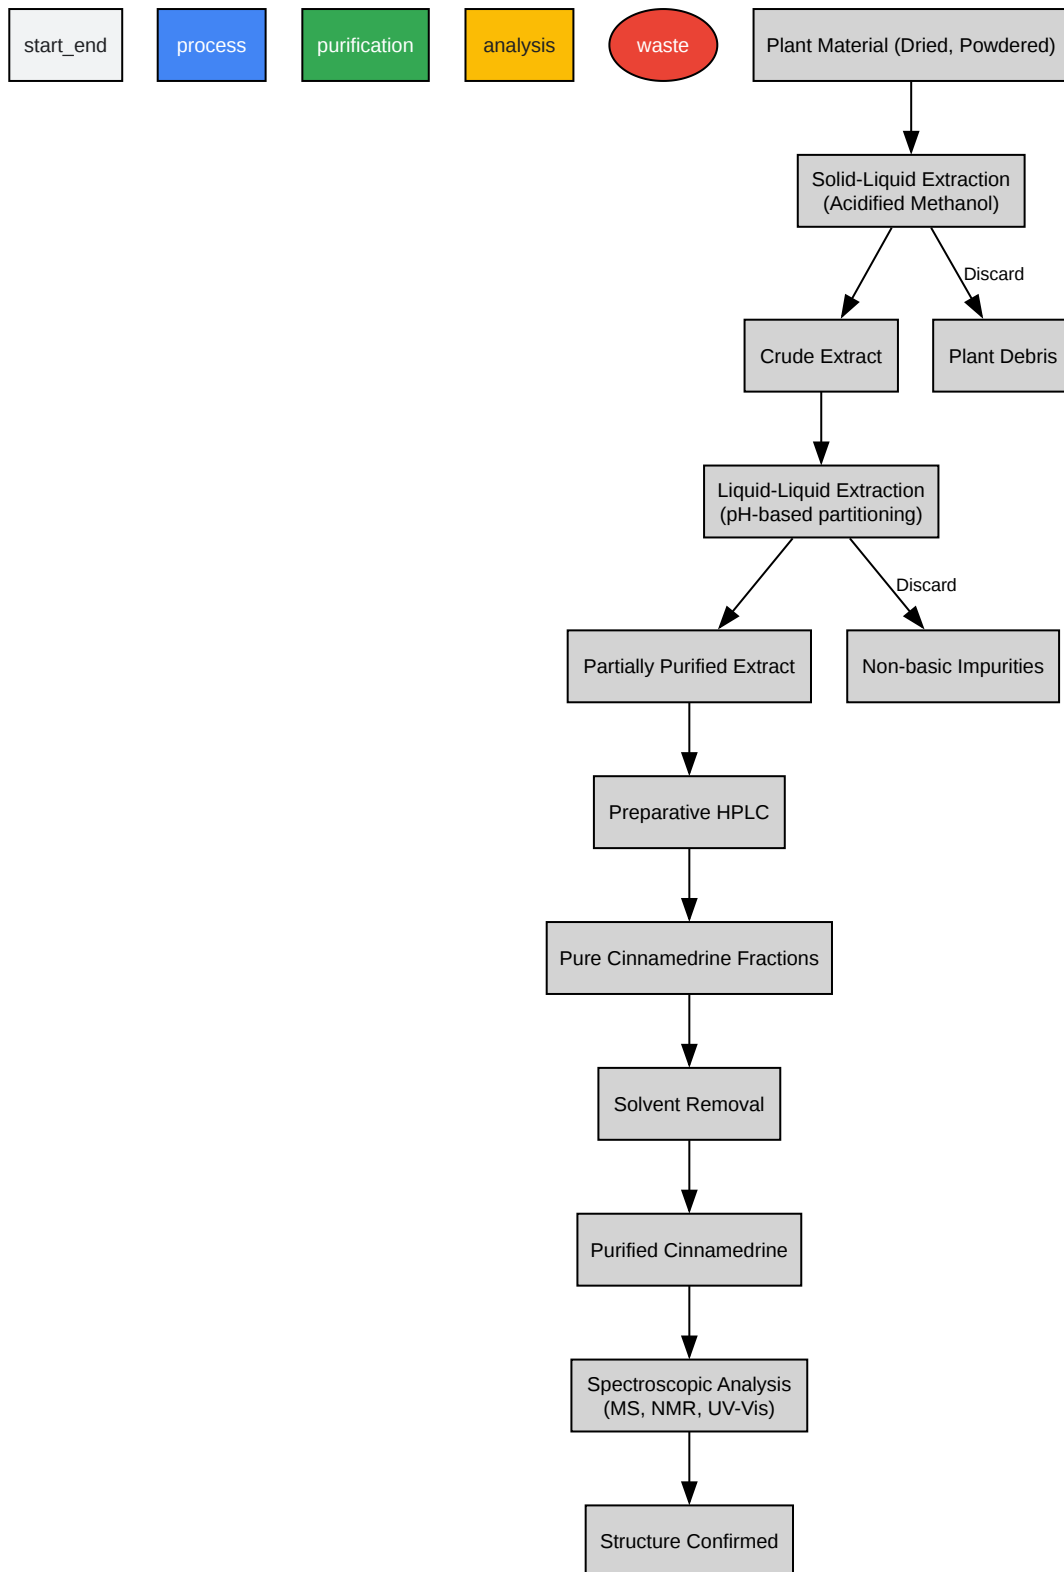 start_end
process
purification
analysis
waste
Plant Material (Dried, Powdered)
Solid-Liquid Extraction
(Acidified Methanol)
Discard
Crude Extract
Plant Debris
Liquid-Liquid Extraction
(pH-based partitioning)
Discard
Partially Purified Extract
Non-basic Impurities
Preparative HPLC
Pure Cinnamedrine Fractions
Solvent Removal
Purified Cinnamedrine
Spectroscopic Analysis
(MS, NMR, UV-Vis)
Structure Confirmed